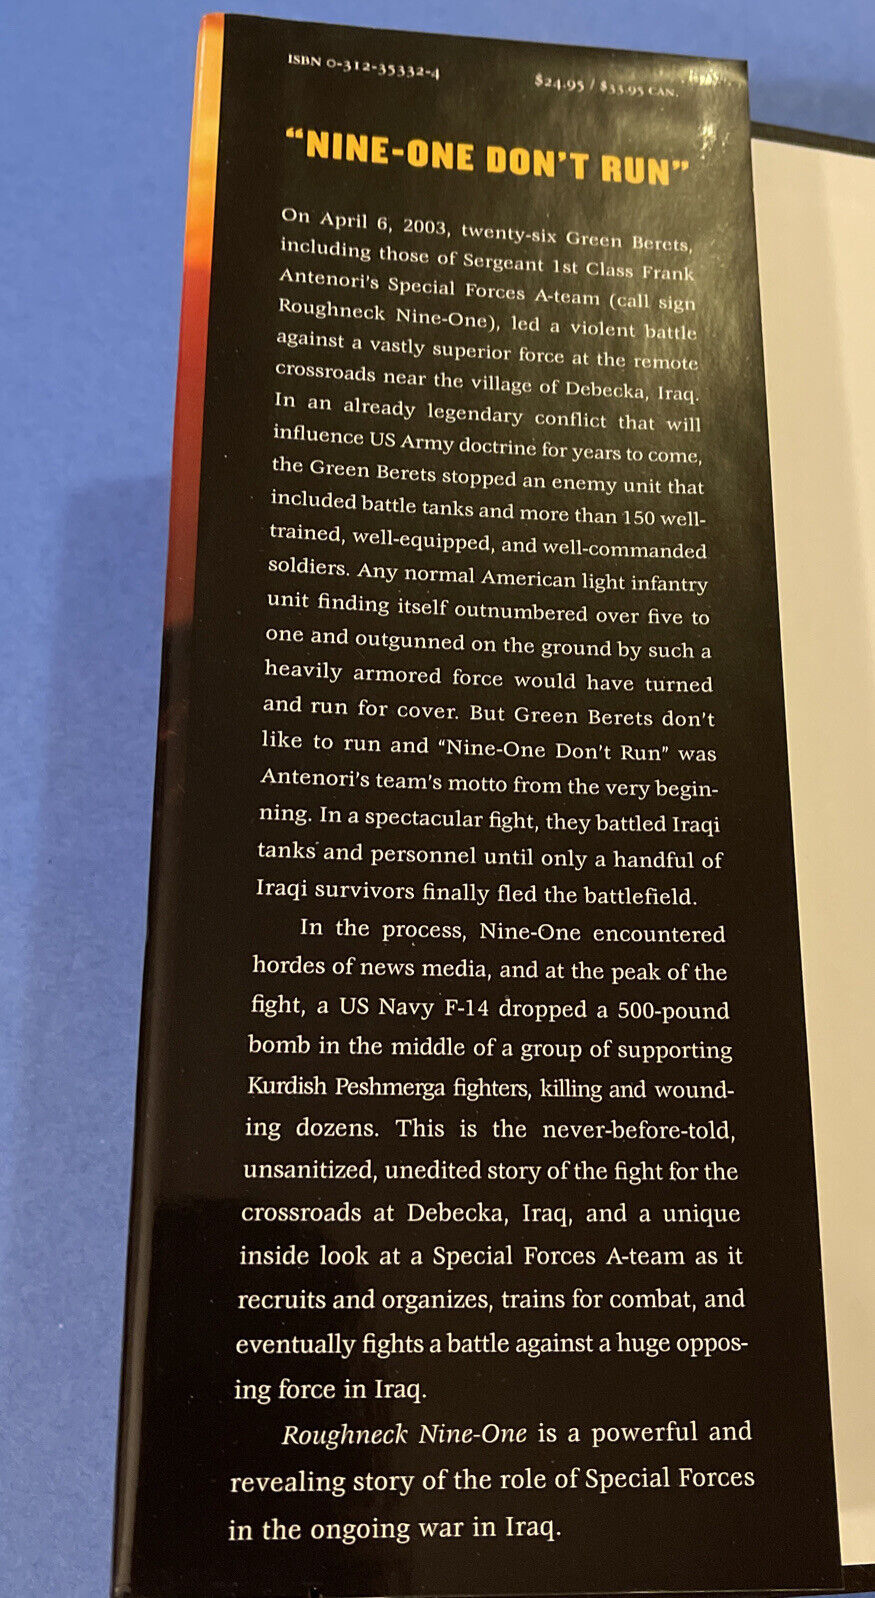 ISBN 0-312-35332-4
$24.95 / $33.95 CAN.
“NINE-ONE DON’T RUN”
On April 6, 2003, twenty-six Green Berets,
including those of Sergeant 1st Class Frank
Antenori’s Special Forces A-team (call sign
Roughneck Nine-One), led a violent battle
against a vastly superior force at the remote
crossroads near the village of Debecka, Iraq.
In an already legendary conflict that will
influence US Army doctrine for years to come,
the Green Berets stopped an enemy unit that
included battle tanks and more than 150 well-
trained, well-equipped, and well-commanded
soldiers. Any normal American light infantry
unit finding itself outnumbered over five to
one and outgunned on the ground by such a
heavily armored force would have turned
and run for cover. But Green Berets don’t
like to run and “Nine-One Don’t Run” was
Antenori’s team’s motto from the very begin-
ning. In a spectacular fight, they battled Iraqi
tanks and personnel until only a handful of
Iraqi survivors finally fled the battlefield.
In the process, Nine-One encountered
hordes of news media, and at the peak of the
fight, a US Navy F-14 dropped a 500-pound
bomb in the middle of a group of supporting
Kurdish Peshmerga fighters, killing and wound-
ing dozens. This is the never-before-told,
unsanitized, unedited story of the fight for the
crossroads at Debecka, Iraq, and a unique
inside look at a Special Forces A-team as it
recruits and organizes, trains for combat, and
eventually fights a battle against a huge oppos-
ing force in Iraq.
Roughneck Nine-One is a powerful and
revealing story of the role of Special Forces
in the ongoing war in Iraq.